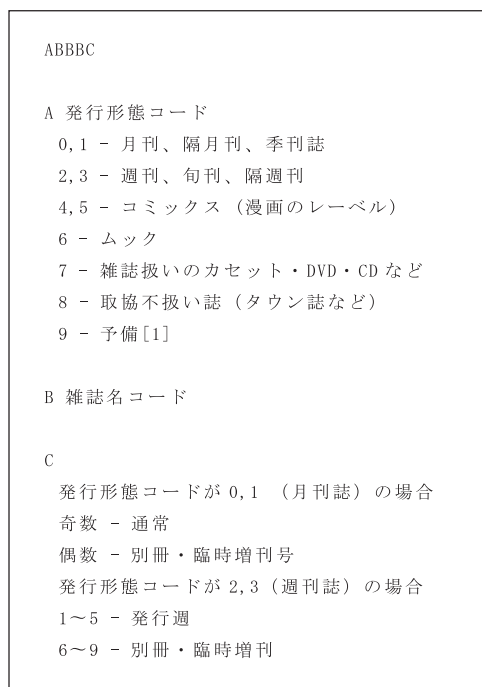 ABBBC
A 発行形態コード
0,1 － 月刊、隔月刊、季刊誌
2,3 － 週刊、旬刊、隔週刊
4,5 － コミックス（漫画のレーベル）
6 － ムック
7 － 雑誌扱いのカセット・DVD・CDなど
8 － 取協不扱い誌（タウン誌など）
9 － 予備[1]
B 雑誌名コード
C
発行形態コードが 0,1 （月刊誌）の場合
奇数 － 通常
偶数 － 別冊・臨時増刊号
発行形態コードが 2,3（週刊誌）の場合
1～5 － 発行週
6～9 － 別冊・臨時増刊